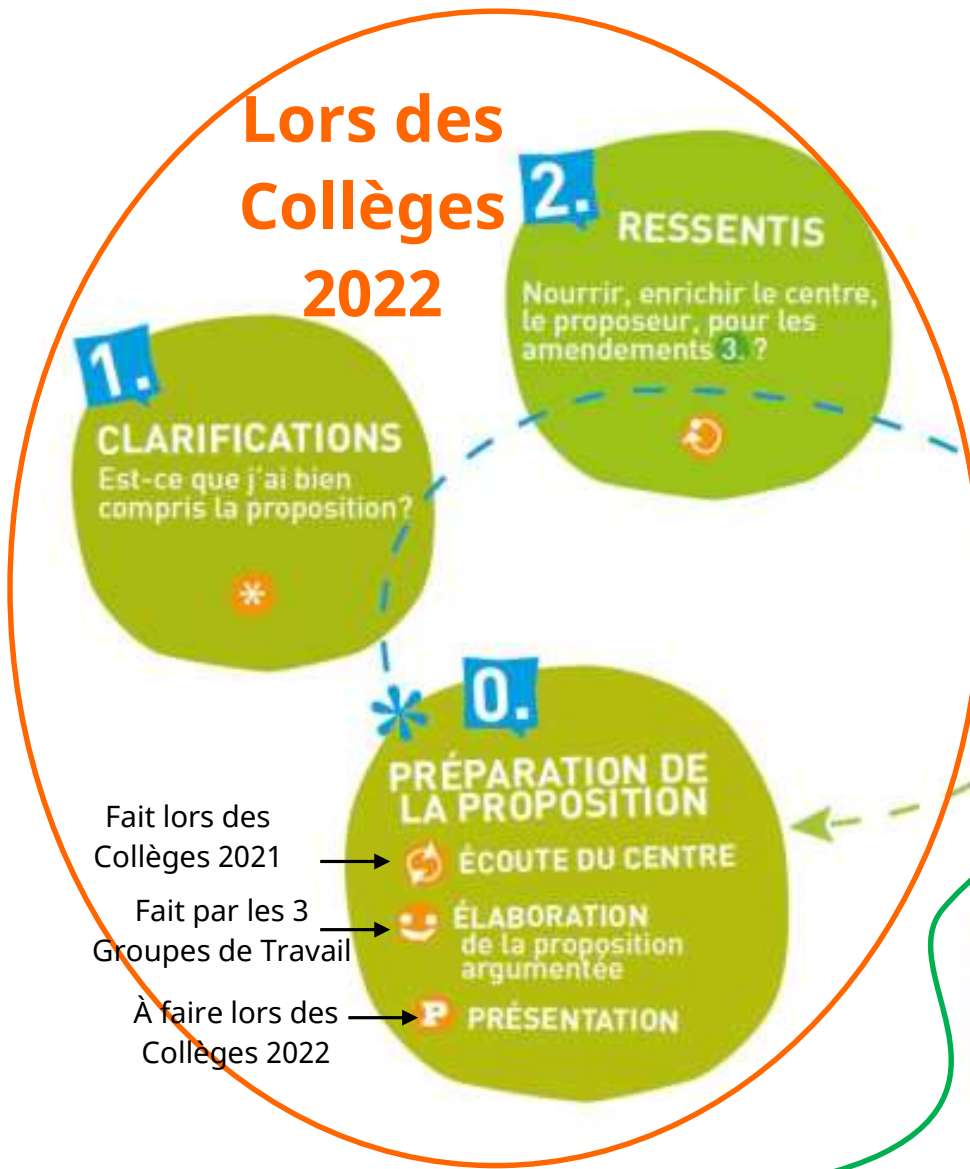 Lors des
Collèges
2022
1.
CLARIFICATIONS
Est-ce que j'ai bien
compris la proposition?
*
2.
RESSENTIS
Nourrir, enrichir le centre,
le proposeur, pour les
amendements 3. ?
0.
PRÉPARATION DE
LA PROPOSITION
Fait lors des
Collèges 2021
ÉCOUTE DU CENTRE
Fait par les 3
Groupes de Travail
ÉLABORATION
de la proposition
argumentée
À faire lors des
Collèges 2022
P PRÉSENTATION